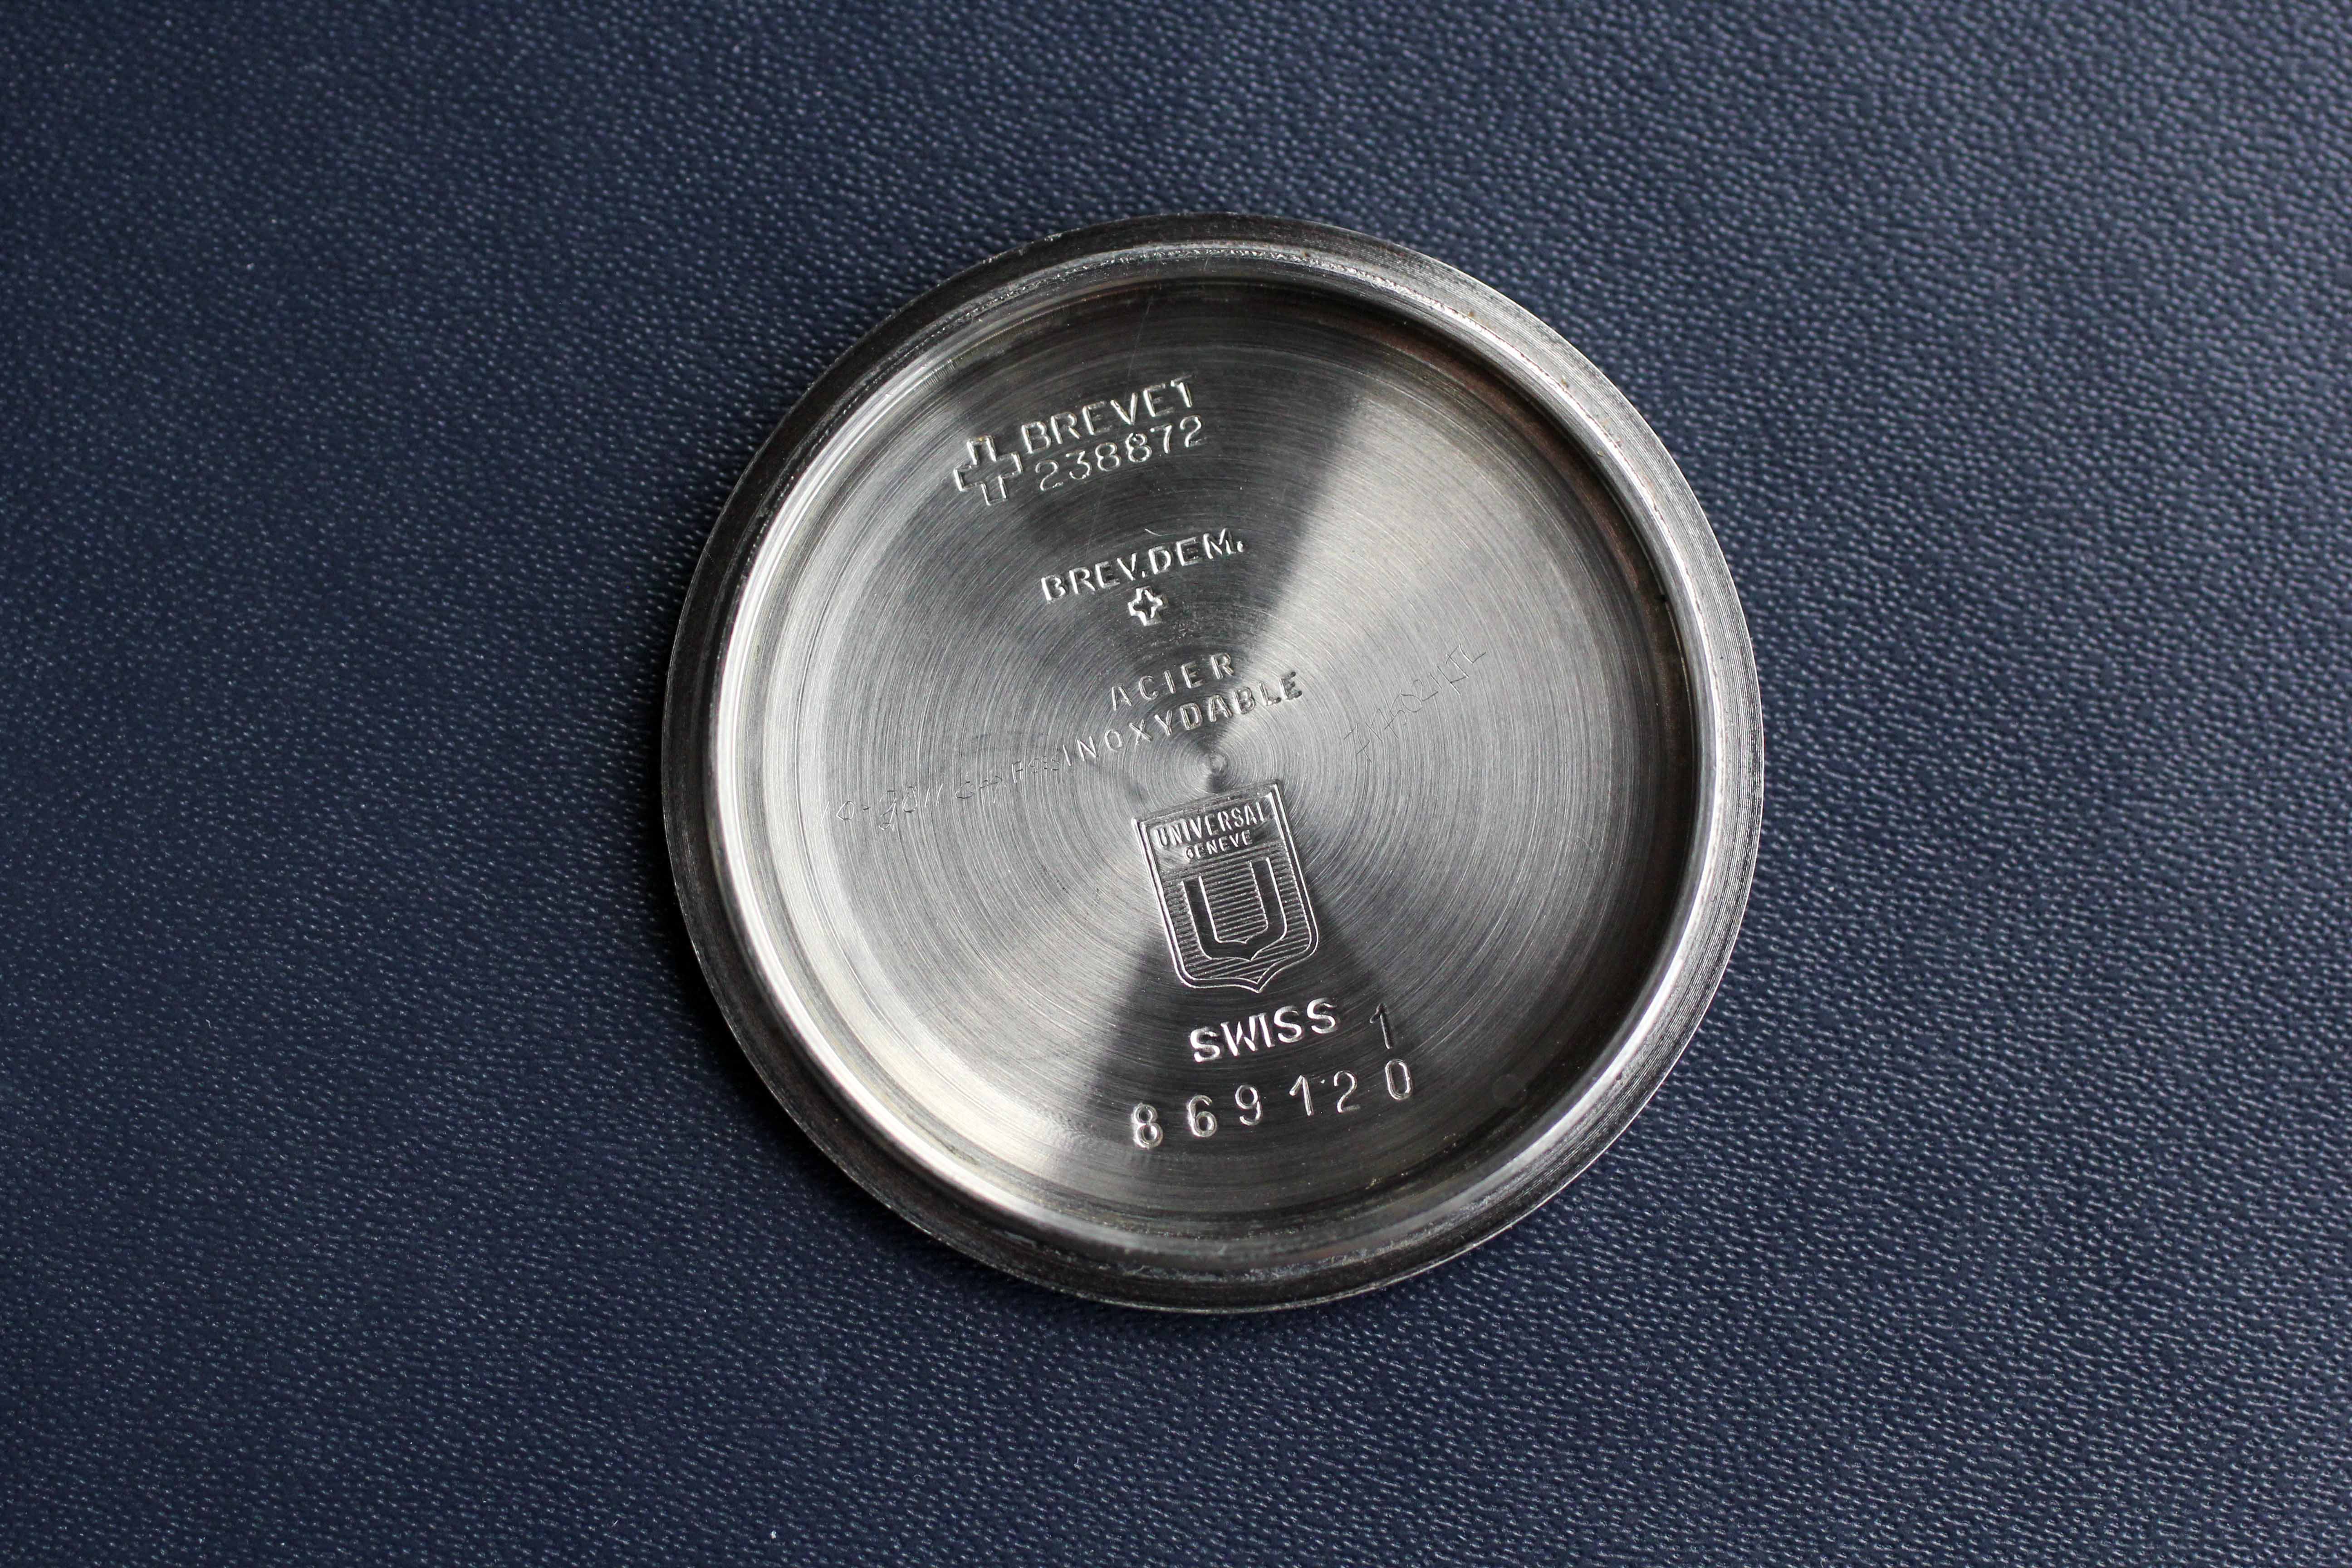 BREVET
238872
BREV.DEM.
ACIER
INOXYDABLE
UNIVERSAL
GENEVE
U
SWISS 1
869120